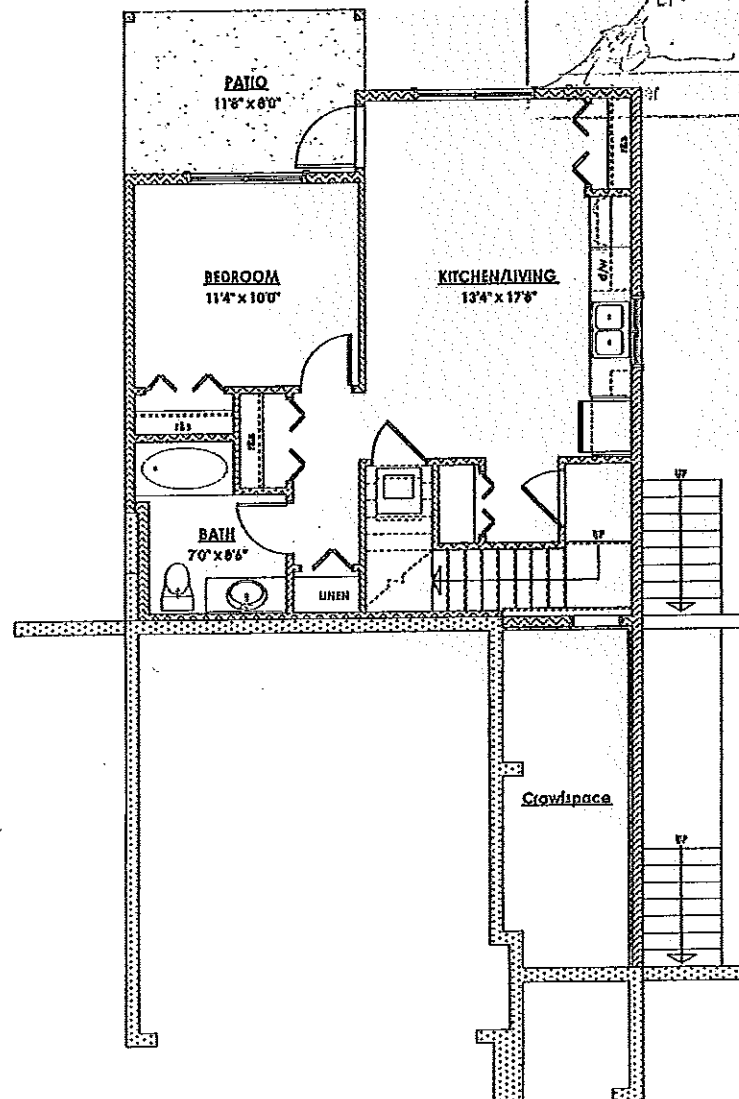 PATIO
11'6" x 8'0"
BEDROOM
11'4" x 10'0"
KITCHEN/LIVING
13'4" x 17'6"
D/W
BATH
7'0" x 8'6"
LINEN
UP
UP
Crawlspace
UP